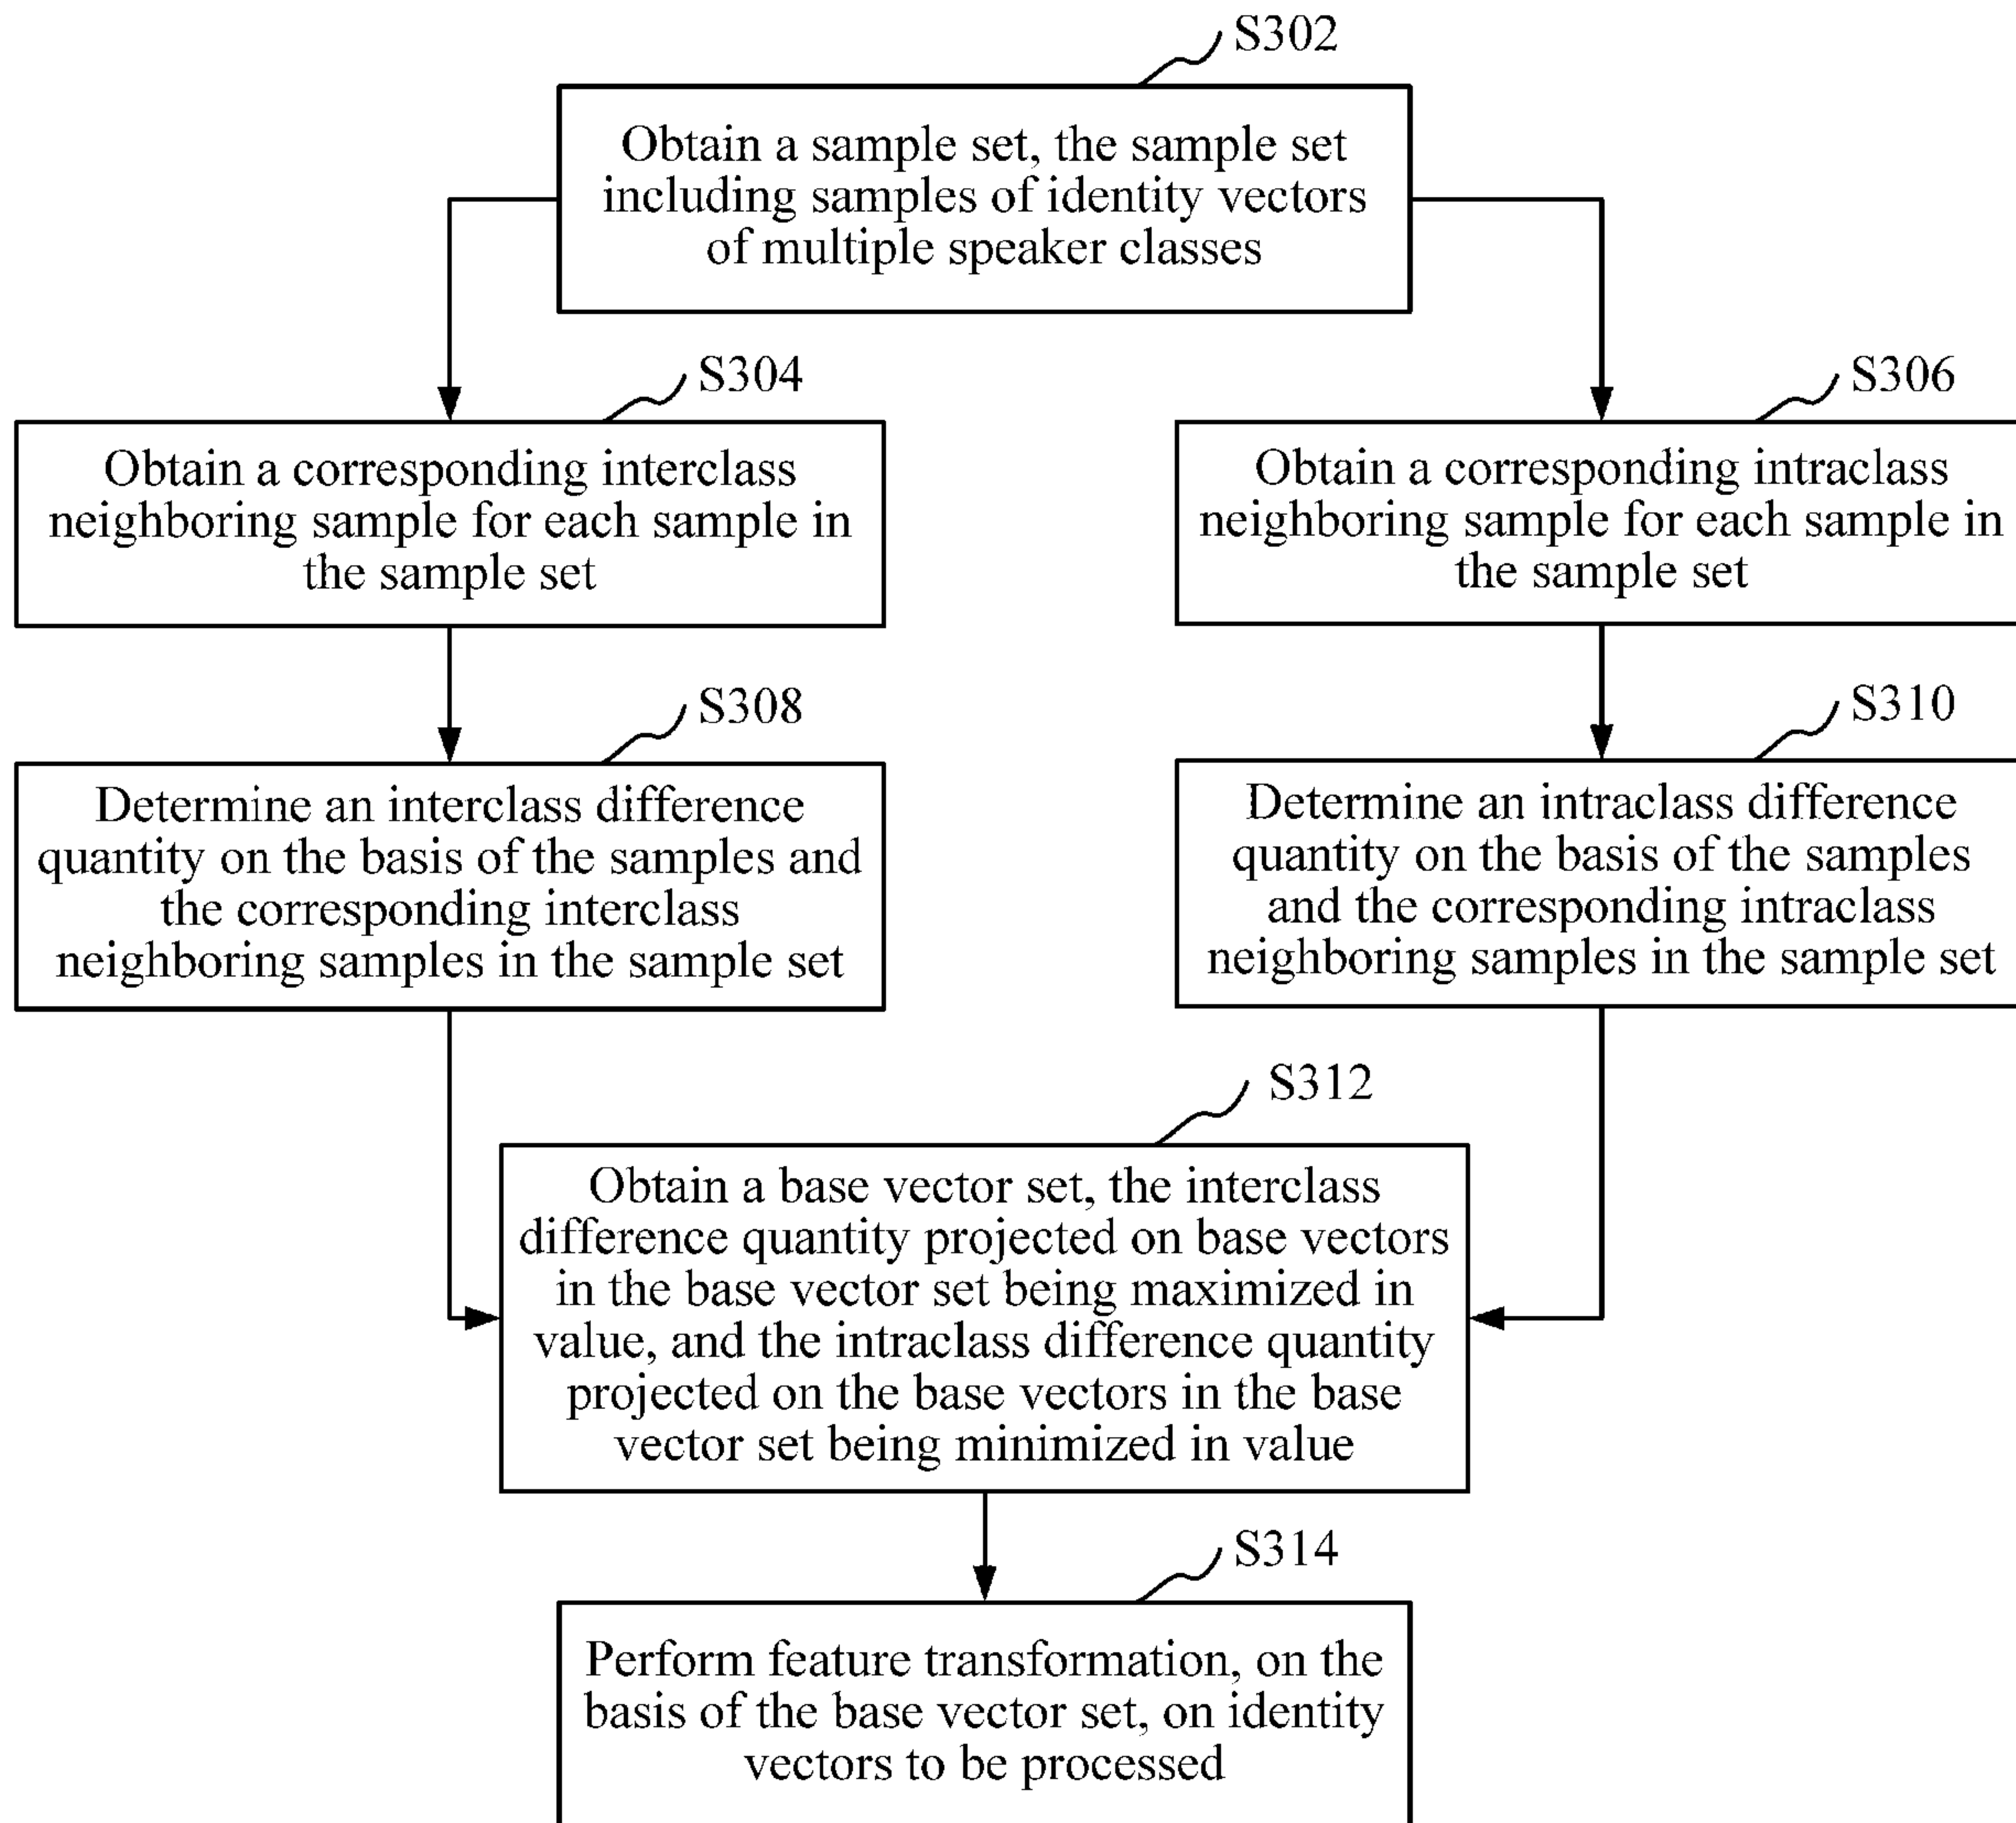 S302
Obtain a sample set, the sample set
including samples of identity vectors
of multiple speaker classes
S304
Obtain a corresponding interclass
neighboring sample for each sample in
the sample set
S306
Obtain a corresponding intraclass
neighboring sample for each sample in
the sample set
S308
Determine an interclass difference
quantity on the basis of the samples and
the corresponding interclass
neighboring samples in the sample set
S310
Determine an intraclass difference
quantity on the basis of the samples
and the corresponding intraclass
neighboring samples in the sample set
S312
Obtain a base vector set, the interclass
difference quantity projected on base vectors
in the base vector set being maximized in
value, and the intraclass difference quantity
projected on the base vectors in the base
vector set being minimized in value
S314
Perform feature transformation, on the
basis of the base vector set, on identity
vectors to be processed